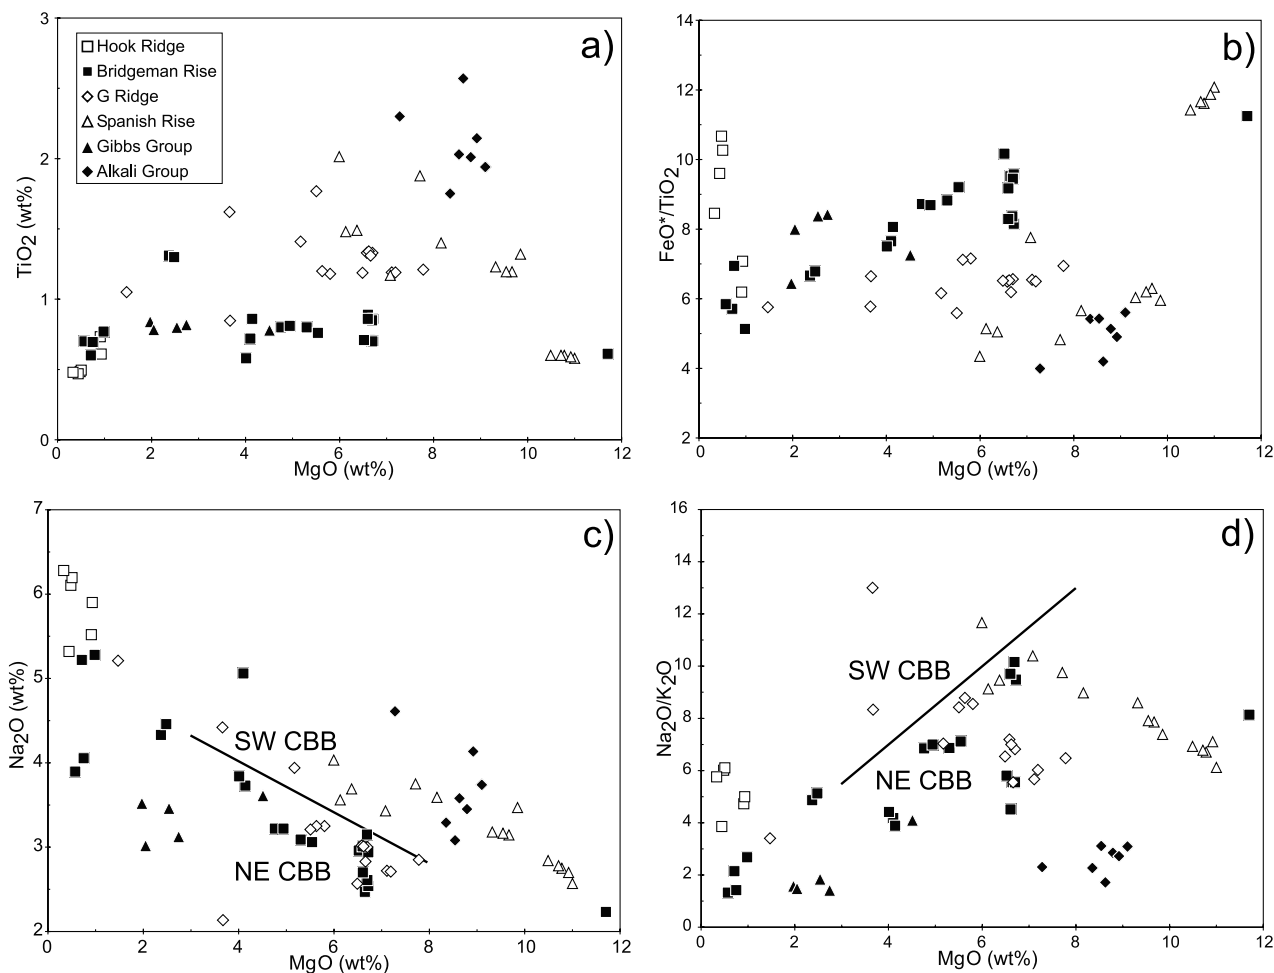 3
2
1
0
TiO2 (wt%)
a)
Hook Ridge
Bridgeman Rise
G Ridge
Spanish Rise
Gibbs Group
Alkali Group
0 2 4 6 8 10 12
MgO (wt%)
14
12
10
8
6
4
2
FeO*/TiO2
b)
0 2 4 6 8 10 12
MgO (wt%)
7
6
5
4
3
2
Na2O (wt%)
c)
SW CBB
NE CBB
0 2 4 6 8 10 12
MgO (wt%)
16
14
12
10
8
6
4
2
0
Na2O/K2O
d)
SW CBB
NE CBB
0 2 4 6 8 10 12
MgO (wt%)